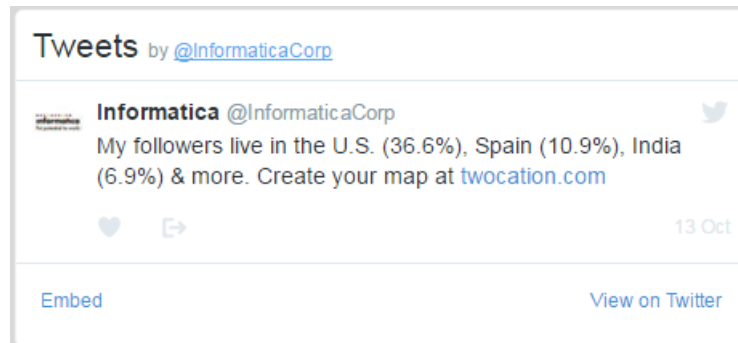 Tweets by @InformaticaCorp
Informatica @InformaticaCorp
My followers live in the U.S. (36.6%), Spain (10.9%), India
(6.9%) & more. Create your map at twocation.com
13 Oct
Embed
View on Twitter